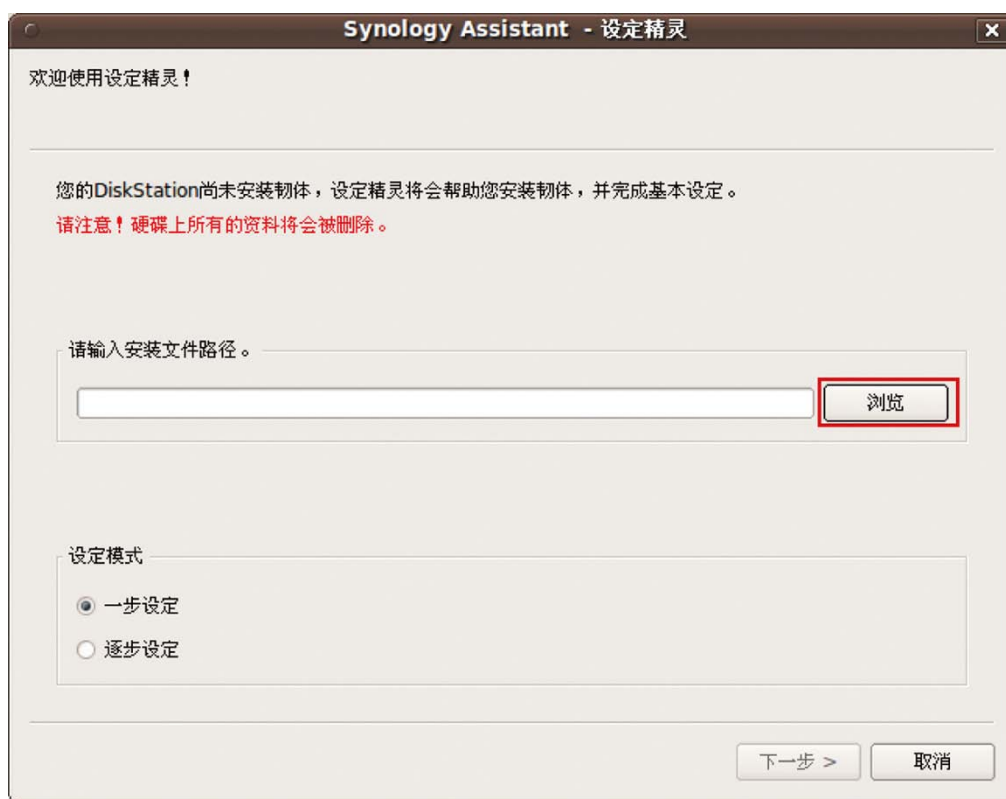 Synology Assistant - 设定精灵
欢迎使用设定精灵！
您的DiskStation尚未安装韧体，设定精灵将会帮助您安装韧体，并完成基本设定。
请注意！硬碟上所有的资料将会被删除。
请输入安装文件路径。
浏览
设定模式
一步设定
逐步设定
下一步 >
取消